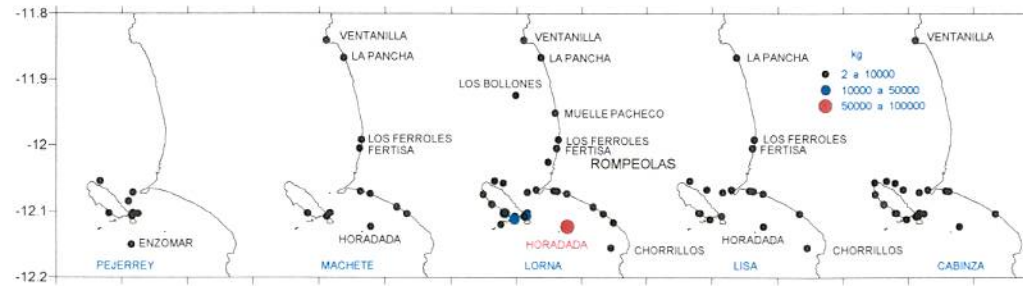 -11.8
-11.9
-12
-12.1
-12.2
ENZOMAR
PEJERREY
VENTANILLA
LA PANCHA
LOS FERROLES
FERTISA
HORADADA
MACHETE
VENTANILLA
LA PANCHA
LOS BOLLONES
MUELLE PACHECO
LOS FERROLES
FERTISA
ROMPEOLAS
HORADADA
CHORRILLOS
LORNA
LA PANCHA
LOS FERROLES
FERTISA
HORADADA
CHORRILLOS
LISA
VENTANILLA
kg
2 a 10000
10000 a 50000
50000 a 100000
CABINZA